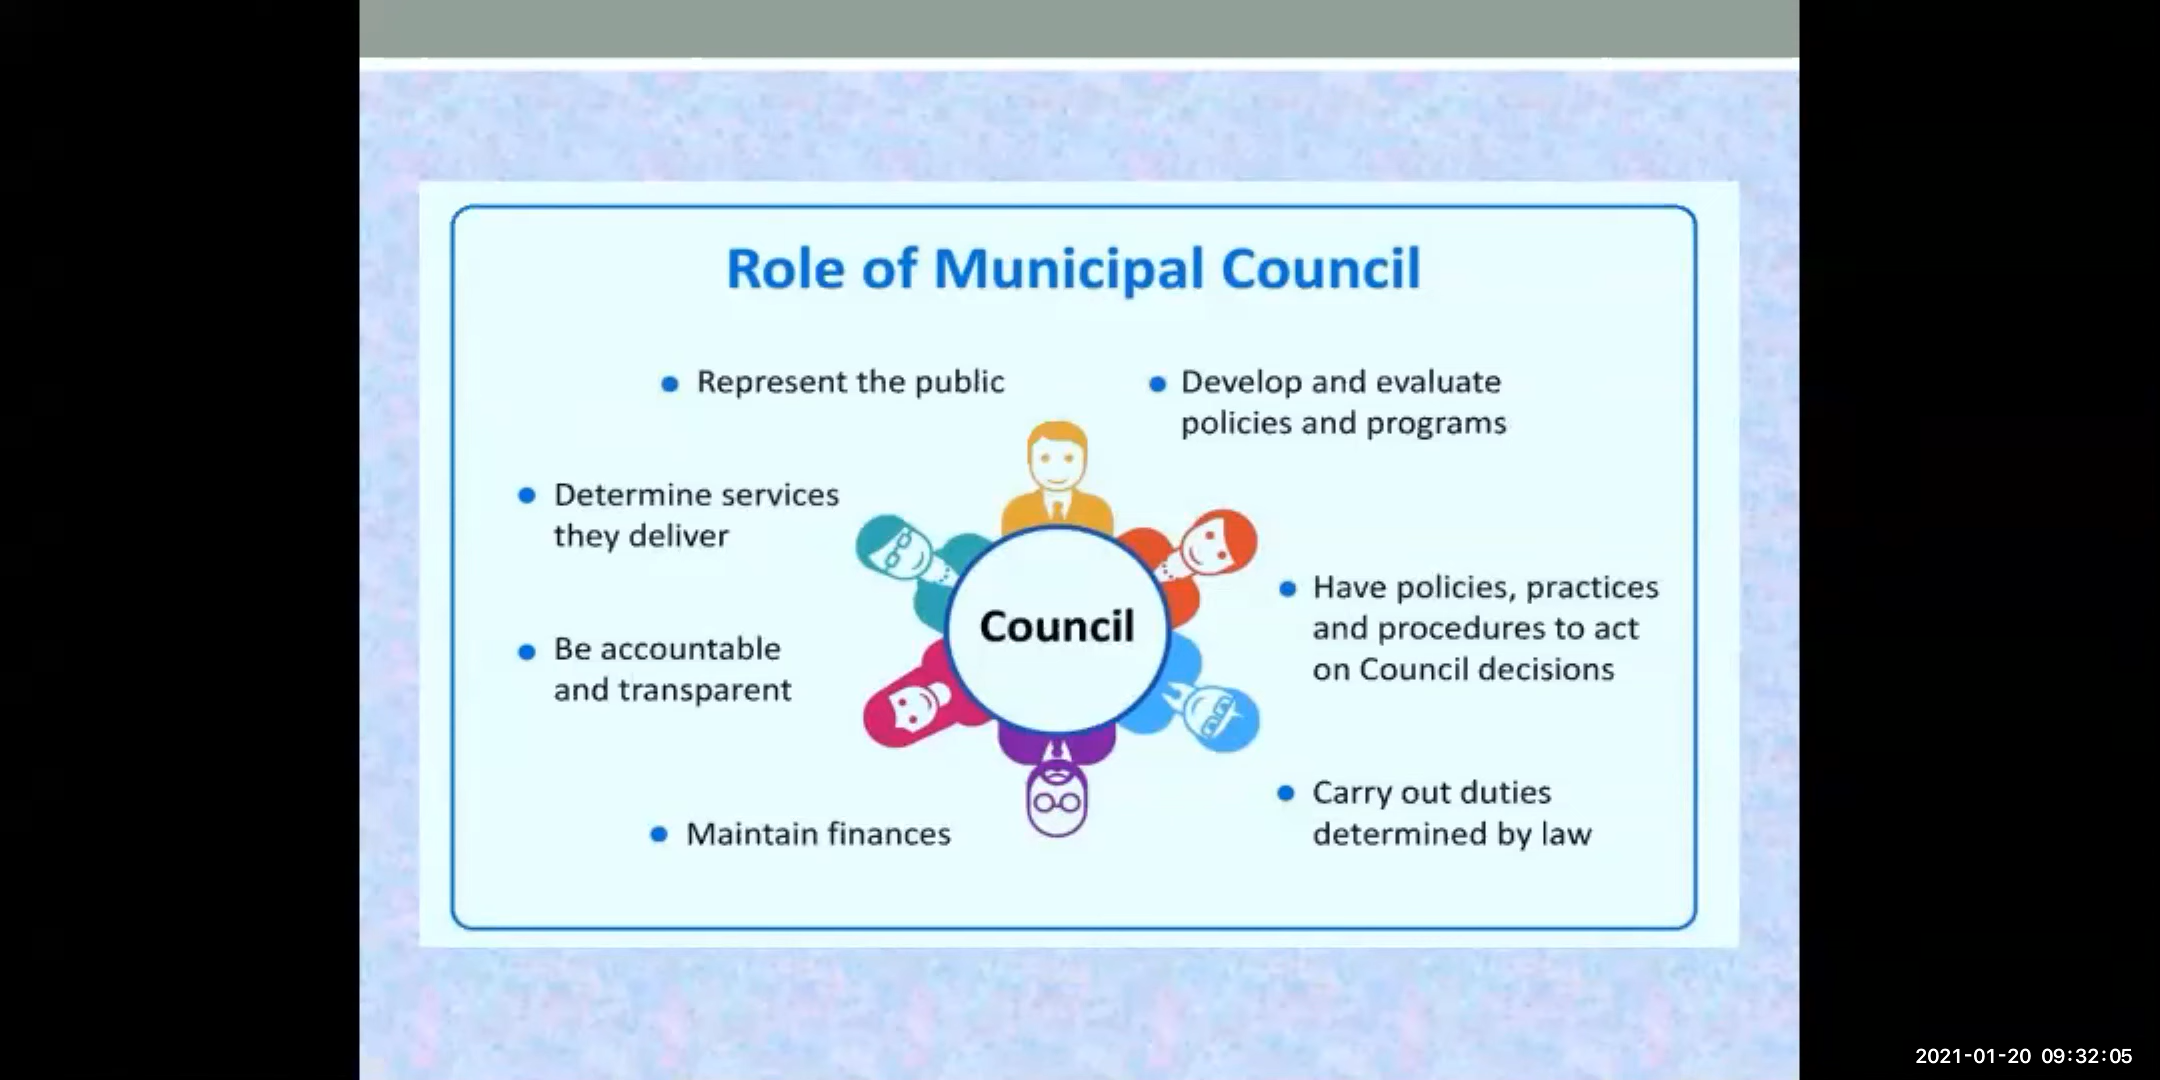 Role of Municipal Council
Represent the public
Develop and evaluate
policies and programs
Determine services
they deliver
Council
Have policies, practices
and procedures to act
on Council decisions
Be accountable
and transparent
Carry out duties
determined by law
Maintain finances
2021-01-20 09:32:05